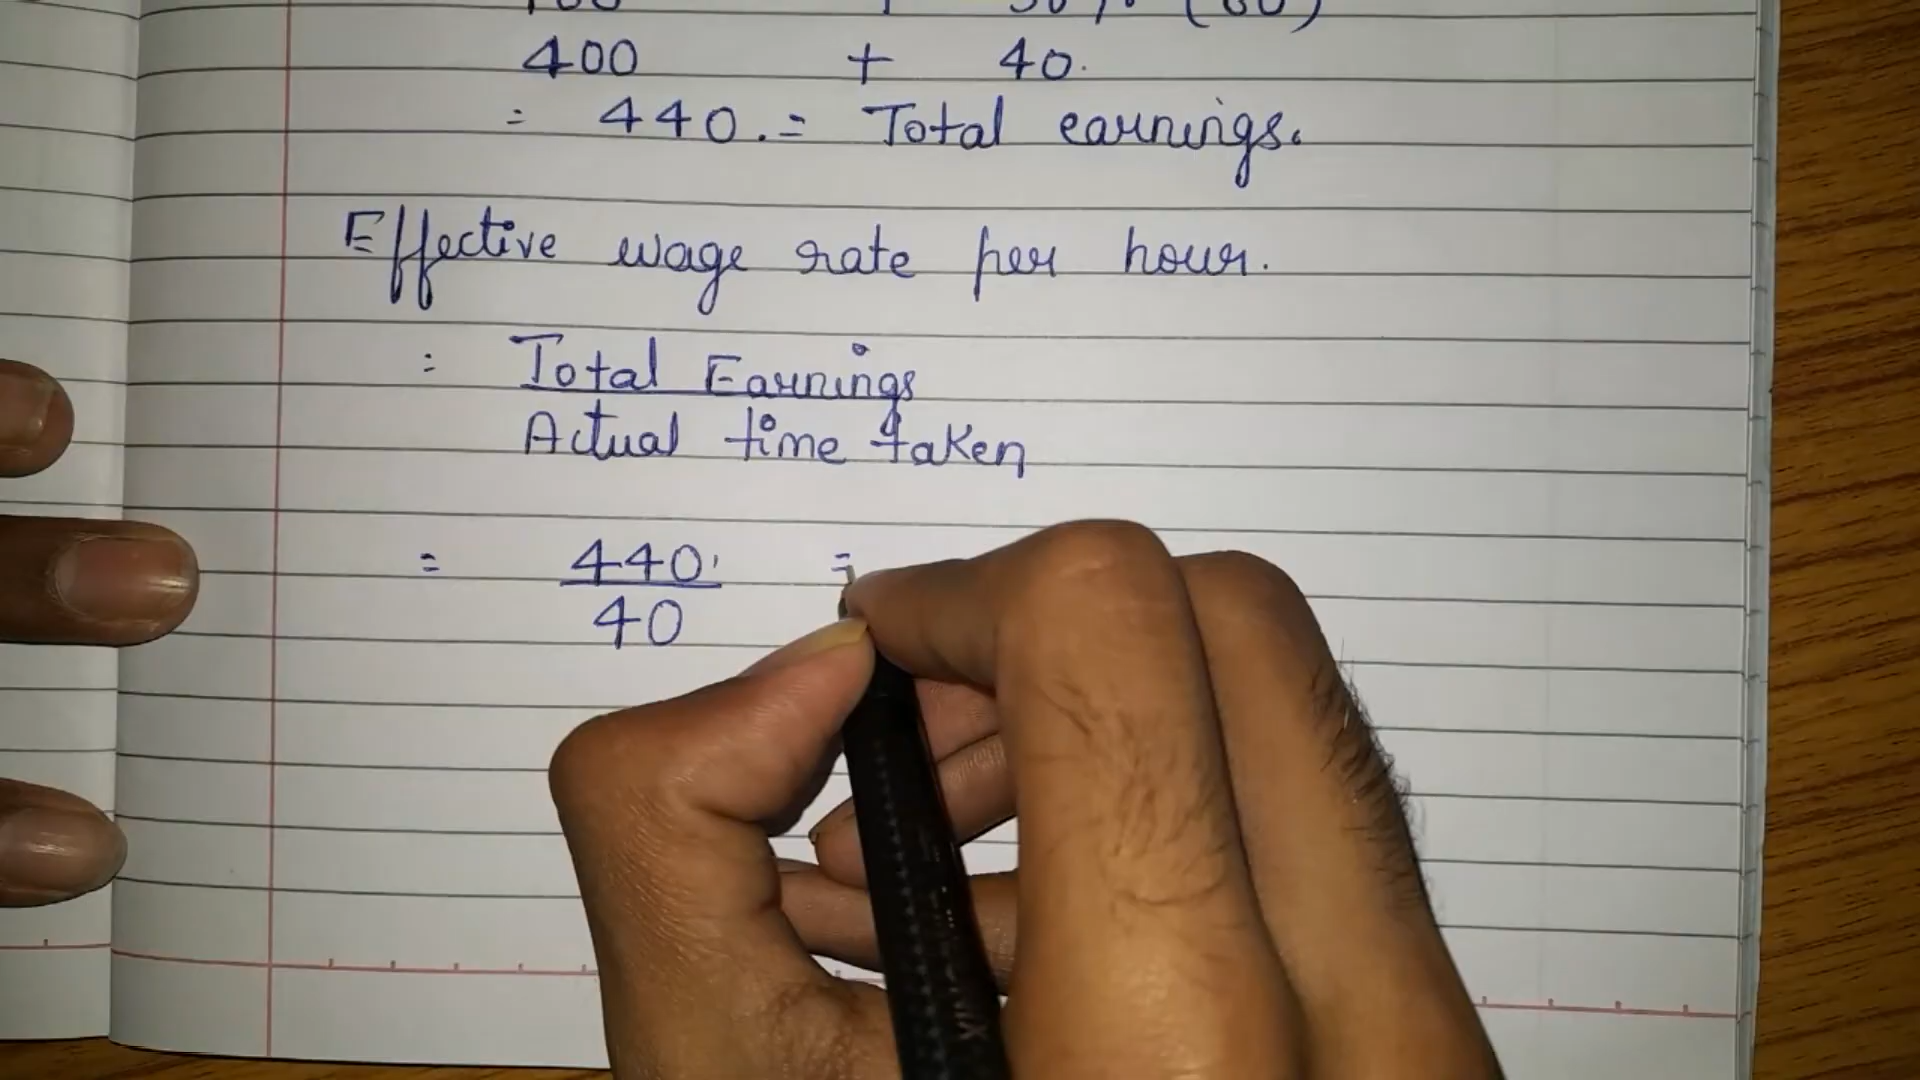 400 + 40.
= 440. = Total earnings.
Effective wage rate per hour.
= Total Earnings
Actual time taken
= 440 =
40